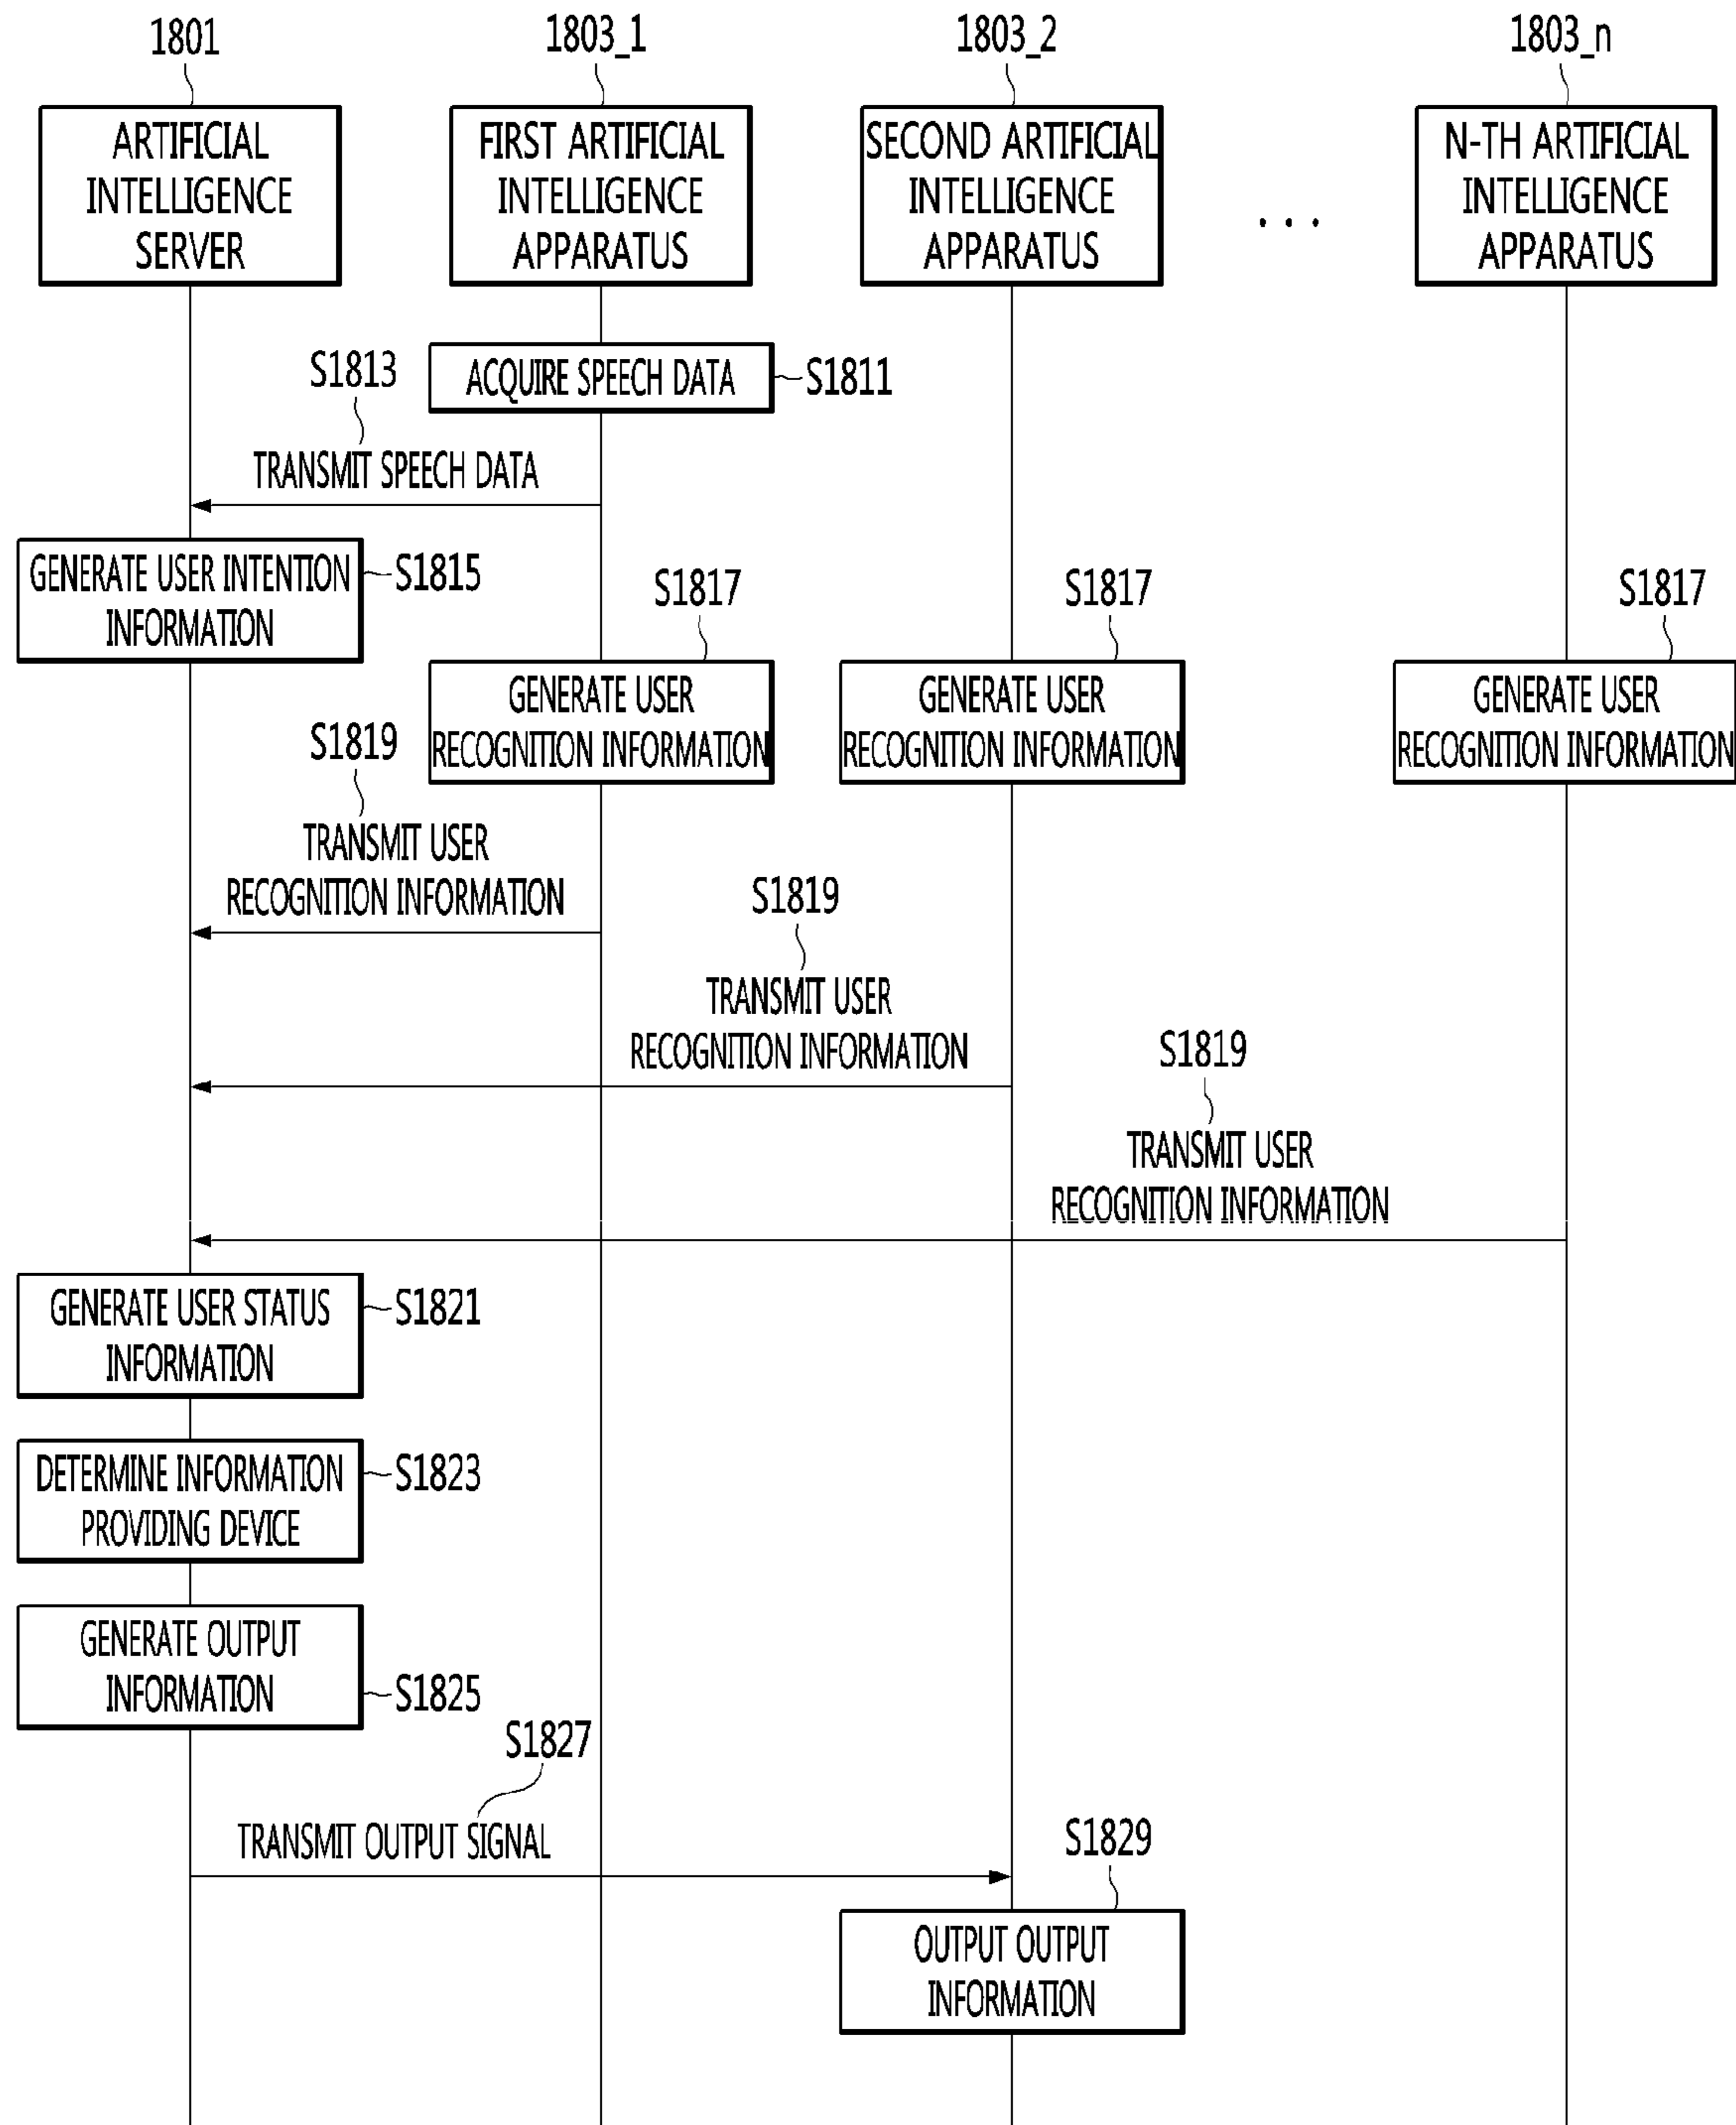 1801
1803_1
1803_2
1803_n
ARTIFICIAL
INTELLIGENCE
SERVER
FIRST ARTIFICIAL
INTELLIGENCE
APPARATUS
SECOND ARTIFICIAL
INTELLIGENCE
APPARATUS
. . .
N-TH ARTIFICIAL
INTELLIGENCE
APPARATUS
ACQUIRE SPEECH DATA
S1811
S1813
TRANSMIT SPEECH DATA
GENERATE USER INTENTION
INFORMATION
S1815
S1817
GENERATE USER
RECOGNITION INFORMATION
S1817
GENERATE USER
RECOGNITION INFORMATION
S1817
GENERATE USER
RECOGNITION INFORMATION
S1819
TRANSMIT USER
RECOGNITION INFORMATION
S1819
TRANSMIT USER
RECOGNITION INFORMATION
S1819
TRANSMIT USER
RECOGNITION INFORMATION
GENERATE USER STATUS
INFORMATION
S1821
DETERMINE INFORMATION
PROVIDING DEVICE
S1823
GENERATE OUTPUT
INFORMATION
S1825
S1827
TRANSMIT OUTPUT SIGNAL
S1829
OUTPUT OUTPUT
INFORMATION